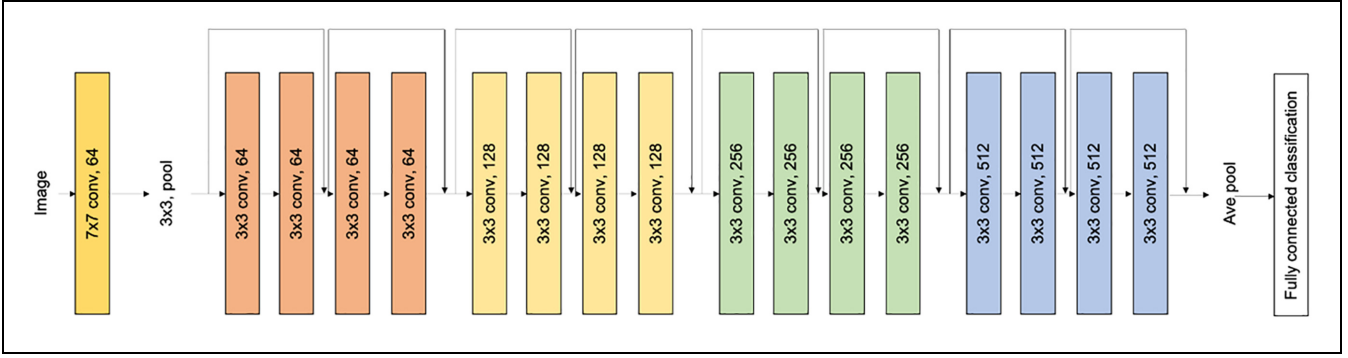 Image
7x7 conv, 64
3x3, pool
3x3 conv, 64
3x3 conv, 64
3x3 conv, 64
3x3 conv, 64
3x3 conv, 128
3x3 conv, 128
3x3 conv, 128
3x3 conv, 128
3x3 conv, 256
3x3 conv, 256
3x3 conv, 256
3x3 conv, 256
3x3 conv, 512
3x3 conv, 512
3x3 conv, 512
3x3 conv, 512
Ave pool
Fully connected classification